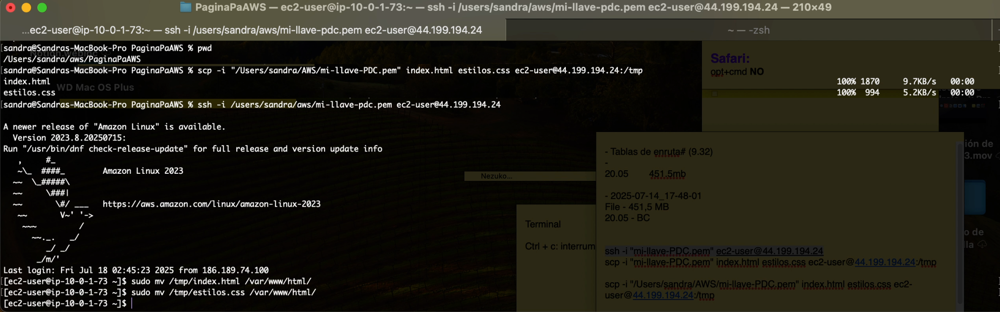 PaginaPaAWS — ec2-user@ip-10-0-1-73:~ — ssh -i /users/sandra/aws/mi-llave-pdc.pem ec2-user@44.199.194.24 — 210×49
...ec2-user@ip-10-0-1-73:~ — ssh -i /users/sandra/aws/mi-llave-pdc.pem ec2-user@44.199.194.24
~ — -zsh
[sandra@Sandras-MacBook-Pro PaginaPaAWS % pwd
/Users/sandra/aws/PaginaPaAWS
[sandra@Sandras-MacBook-Pro PaginaPaAWS % scp -i "/Users/sandra/AWS/mi-llave-PDC.pem" index.html estilos.css ec2-user@44.199.194.24:/tmp
index.html 100% 1870 9.7KB/s 00:00
estilos.css 100% 994 5.2KB/s 00:00
[sandra@Sandras-MacBook-Pro PaginaPaAWS % ssh -i /users/sandra/aws/mi-llave-pdc.pem ec2-user@44.199.194.24
A newer release of "Amazon Linux" is available.
Version 2023.8.20250715:
Run "/usr/bin/dnf check-release-update" for full release and version update info
   ,     #_
   ~\_  ####_        Amazon Linux 2023
  ~~  \_#####\
  ~~     \###|
  ~~       \#/ ___   https://aws.amazon.com/linux/amazon-linux-2023
   ~~       V~' '->
    ~~~         /
      ~~._.   _/
         _/ _/
       _/m/'
Last login: Fri Jul 18 02:45:23 2025 from 186.189.74.100
[[ec2-user@ip-10-0-1-73 ~]$ sudo mv /tmp/index.html /var/www/html/
[[ec2-user@ip-10-0-1-73 ~]$ sudo mv /tmp/estilos.css /var/www/html/
[ec2-user@ip-10-0-1-73 ~]$
Notion.webloc
WD Mac OS Plus
Safari:
opt+cmd NO
Nezuko...
Terminal
Ctrl + c: interrum
- Tablas de enruta# (9.32)
-
20.05 451.5mb
- 2025-07-14_17-48-01
File - 451,5 MB
20.05 - BC
ssh -i "mi-llave-PDC.pem" ec2-user@44.199.194.24
scp -i "mi-llave-PDC.pem" index.html estilos.css ec2-user@44.199.194.24:/tmp
scp -i "/Users/sandra/AWS/mi-llave-PDC.pem" index.html estilos.css ec2-
user@44.199.194.24:/tmp
ión de
3.mov
o de
lla